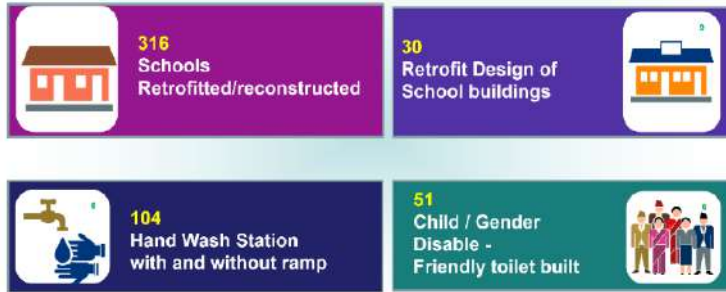 316
Schools
Retrofitted/reconstructed
30
Retrofit Design of
School buildings
104
Hand Wash Station
with and without ramp
51
Child / Gender
Disable -
Friendly toilet built